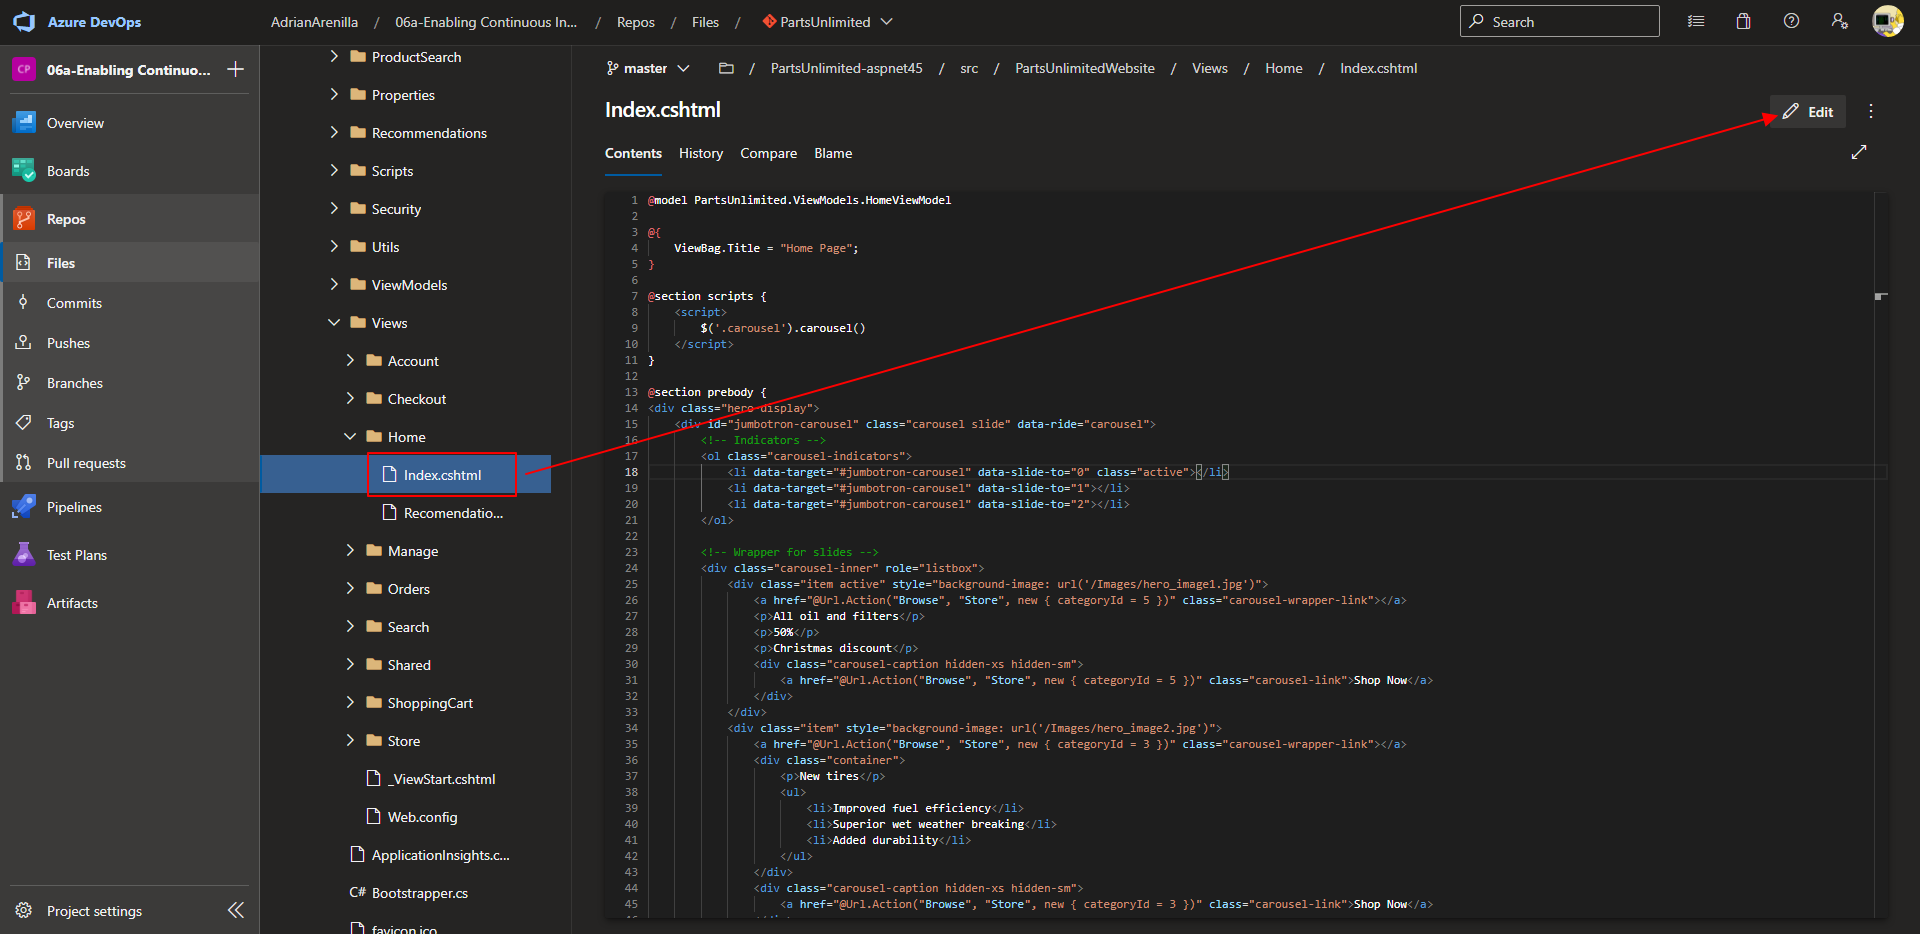 Azure DevOps
AdrianArenilla / 06a-Enabling Continuous In... / Repos / Files / PartsUnlimited
Search
CP
06a-Enabling Continuo...
Overview
Boards
Repos
Files
Commits
Pushes
Branches
Tags
Pull requests
Pipelines
Test Plans
Artifacts
Project settings
ProductSearch
Properties
Recommendations
Scripts
Security
Utils
ViewModels
Views
Account
Checkout
Home
Index.cshtml
Recomendatio...
Manage
Orders
Search
Shared
ShoppingCart
Store
_ViewStart.cshtml
Web.config
ApplicationInsights.c...
C# Bootstrapper.cs
favicon.ico
master / PartsUnlimited-aspnet45 / src / PartsUnlimitedWebsite / Views / Home / Index.cshtml
Index.cshtml
Edit
Contents History Compare Blame
1 @model PartsUnlimited.ViewModels.HomeViewModel
2
3 @{
4 ViewBag.Title = "Home Page";
5 }
6
7 @section scripts {
8 <script>
9 $('.carousel').carousel()
10 </script>
11 }
12
13 @section prebody {
14 <div class="hero-display">
15 <div id="jumbotron-carousel" class="carousel slide" data-ride="carousel">
16 <!-- Indicators -->
17 <ol class="carousel-indicators">
18 <li data-target="#jumbotron-carousel" data-slide-to="0" class="active"></li>
19 <li data-target="#jumbotron-carousel" data-slide-to="1"></li>
20 <li data-target="#jumbotron-carousel" data-slide-to="2"></li>
21 </ol>
22
23 <!-- Wrapper for slides -->
24 <div class="carousel-inner" role="listbox">
25 <div class="item active" style="background-image: url('/Images/hero_image1.jpg')">
26 <a href="@Url.Action("Browse", "Store", new { categoryId = 5 })" class="carousel-wrapper-link"></a>
27 <p>All oil and filters</p>
28 <p>50%</p>
29 <p>Christmas discount</p>
30 <div class="carousel-caption hidden-xs hidden-sm">
31 <a href="@Url.Action("Browse", "Store", new { categoryId = 5 })" class="carousel-link">Shop Now</a>
32 </div>
33 </div>
34 <div class="item" style="background-image: url('/Images/hero_image2.jpg')">
35 <a href="@Url.Action("Browse", "Store", new { categoryId = 3 })" class="carousel-wrapper-link"></a>
36 <div class="container">
37 <p>New tires</p>
38 <ul>
39 <li>Improved fuel efficiency</li>
40 <li>Superior wet weather breaking</li>
41 <li>Added durability</li>
42 </ul>
43 </div>
44 <div class="carousel-caption hidden-xs hidden-sm">
45 <a href="@Url.Action("Browse", "Store", new { categoryId = 3 })" class="carousel-link">Shop Now</a>